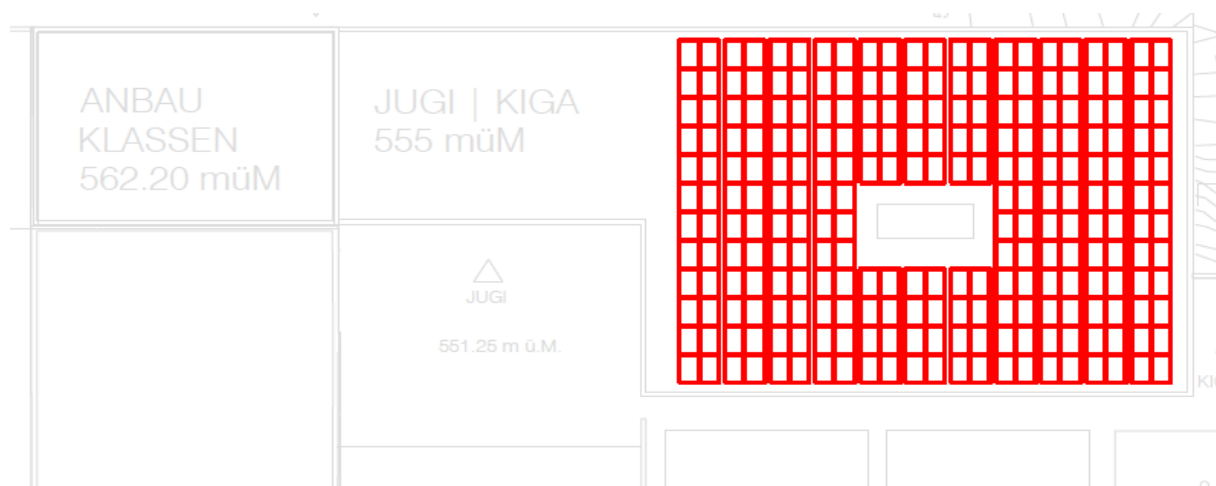 ANBAU
KLASSEN
562.20 müM
JUGI | KIGA
555 müM
JUGI
551.25 m ü.M.